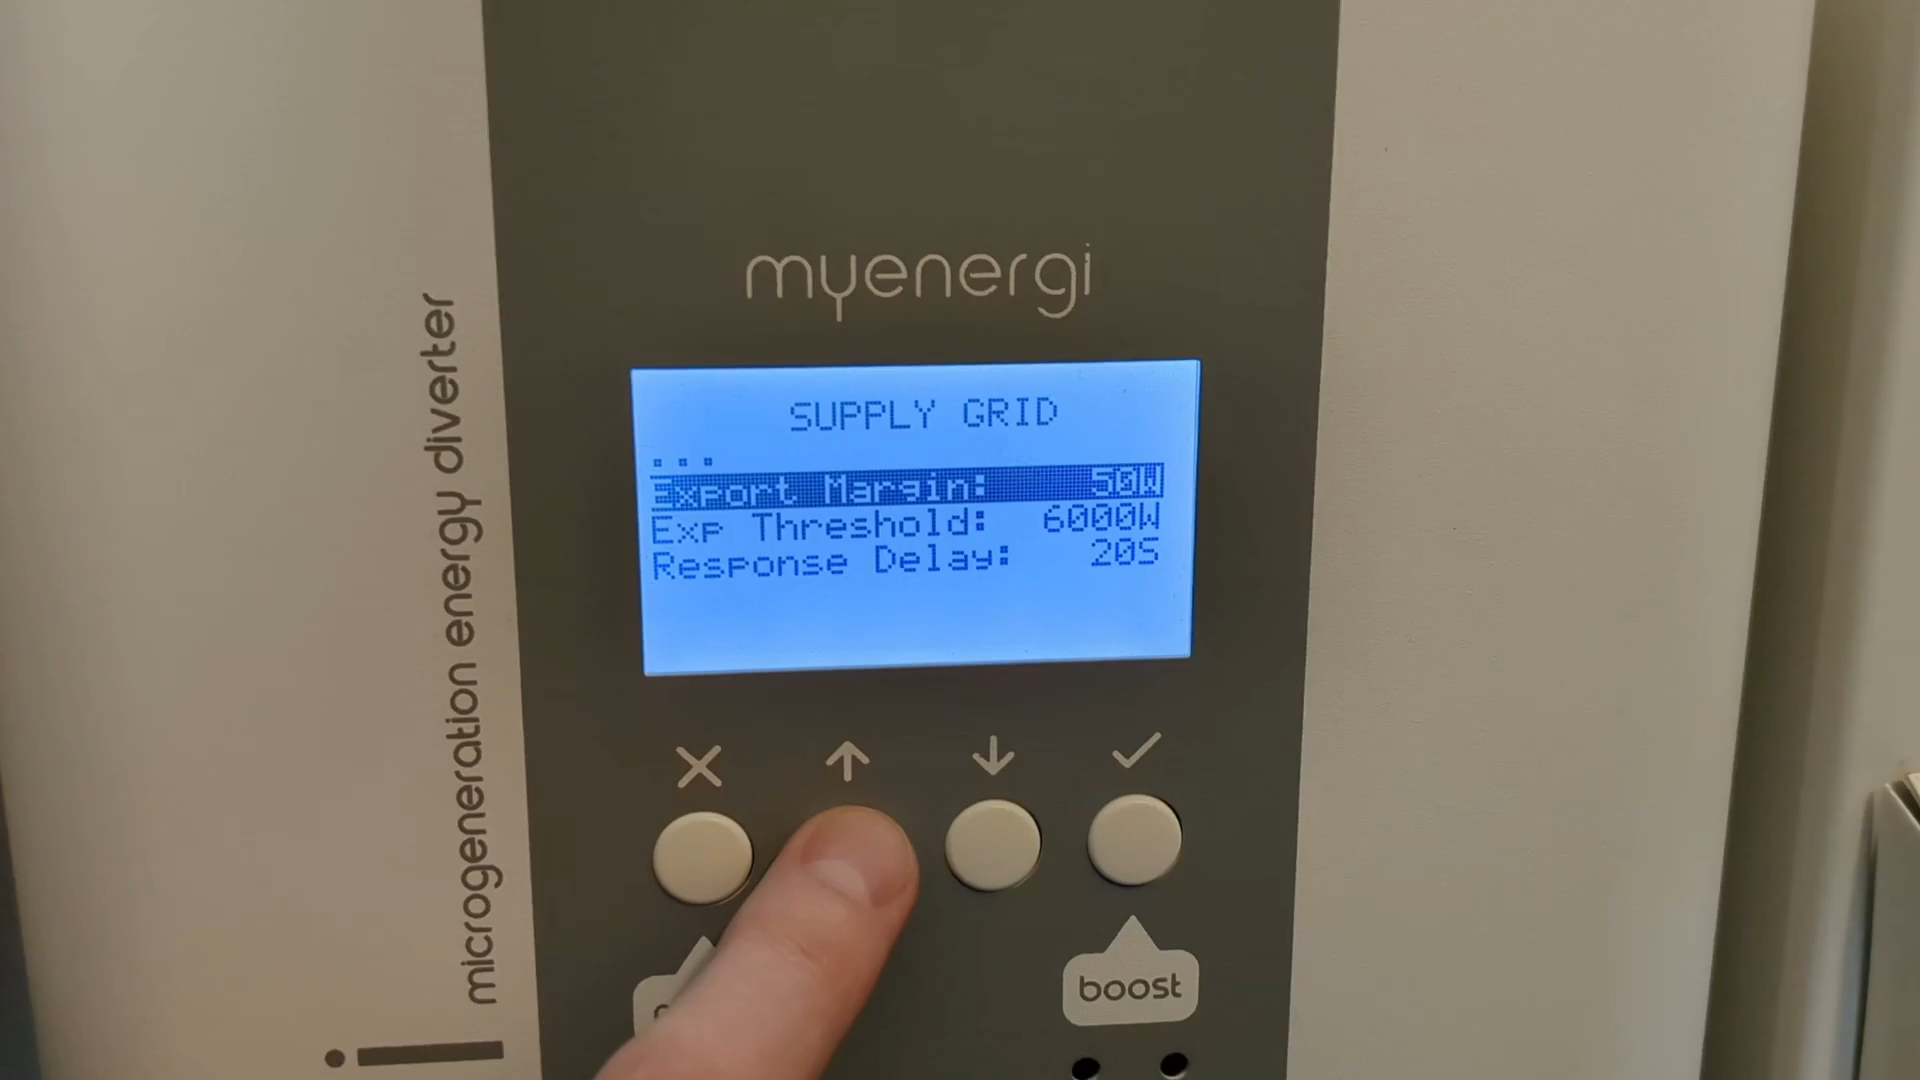 myenergi
SUPPLY GRID
...
Export Margin: 50W
Exp Threshold: 6000W
Response Delay: 20S
boost
microgeneration energy diverter